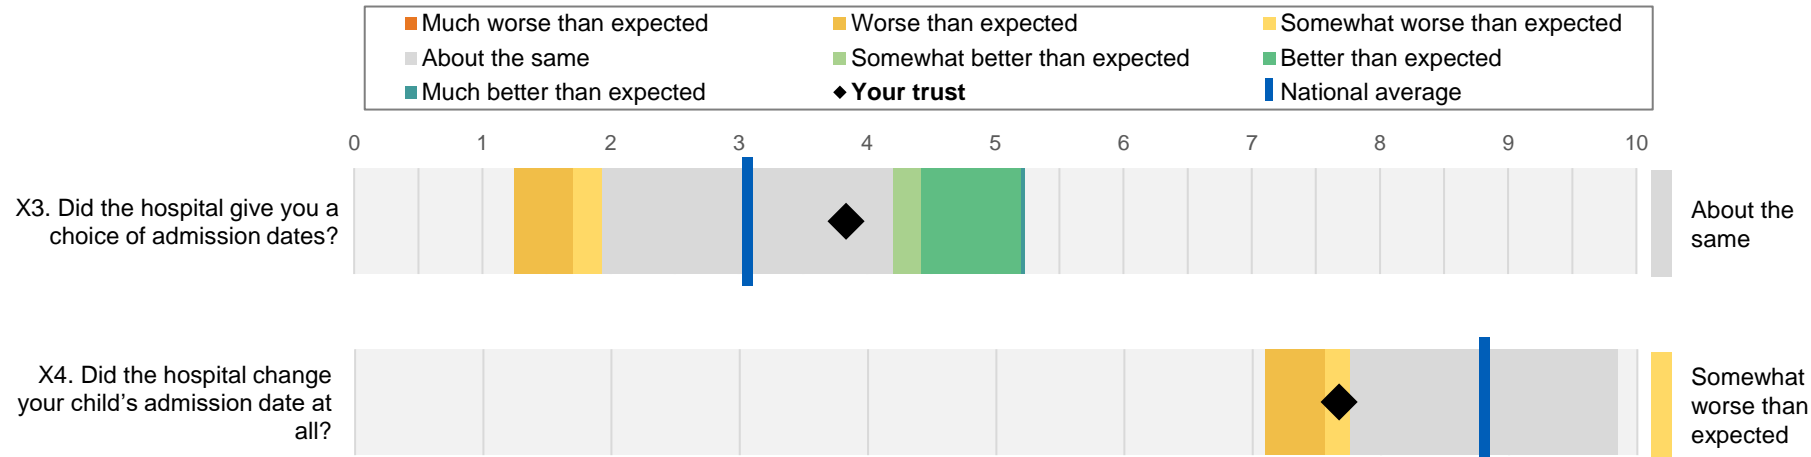 Much worse than expected
Worse than expected
Somewhat worse than expected
About the same
Somewhat better than expected
Better than expected
Much better than expected
Your trust
National average
0 1 2 3 4 5 6 7 8 9 10
X3. Did the hospital give you a
choice of admission dates?
About the
same
X4. Did the hospital change
your child’s admission date at
all?
Somewhat
worse than
expected